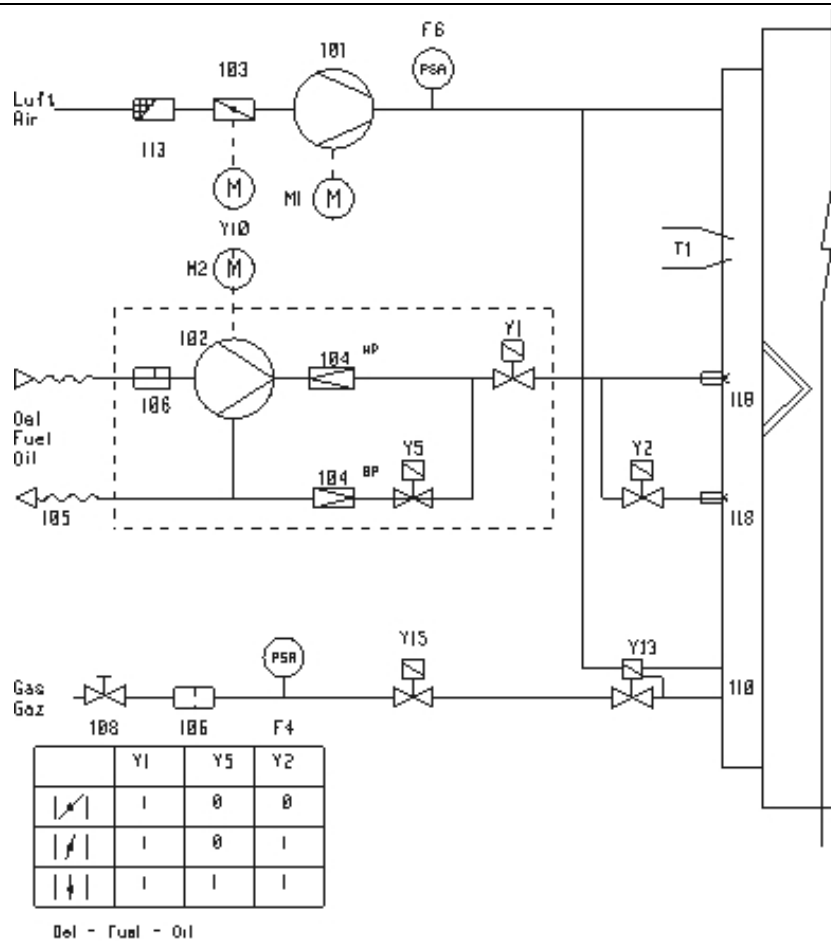 F6
101
PSA
103
Luft
Air
113
M
M1
M
Y10
M2
M
102
104 HP
Y1
106
118
Oel
Fuel
Oil
104 BP
Y5
Y2
105
118
PSA
Y15
Y13
Gas
Gaz
110
108
106
F4
Y1 Y5 Y2
1 0 0
1 0 1
1 1 1
T1
Oel - Fuel - Oil